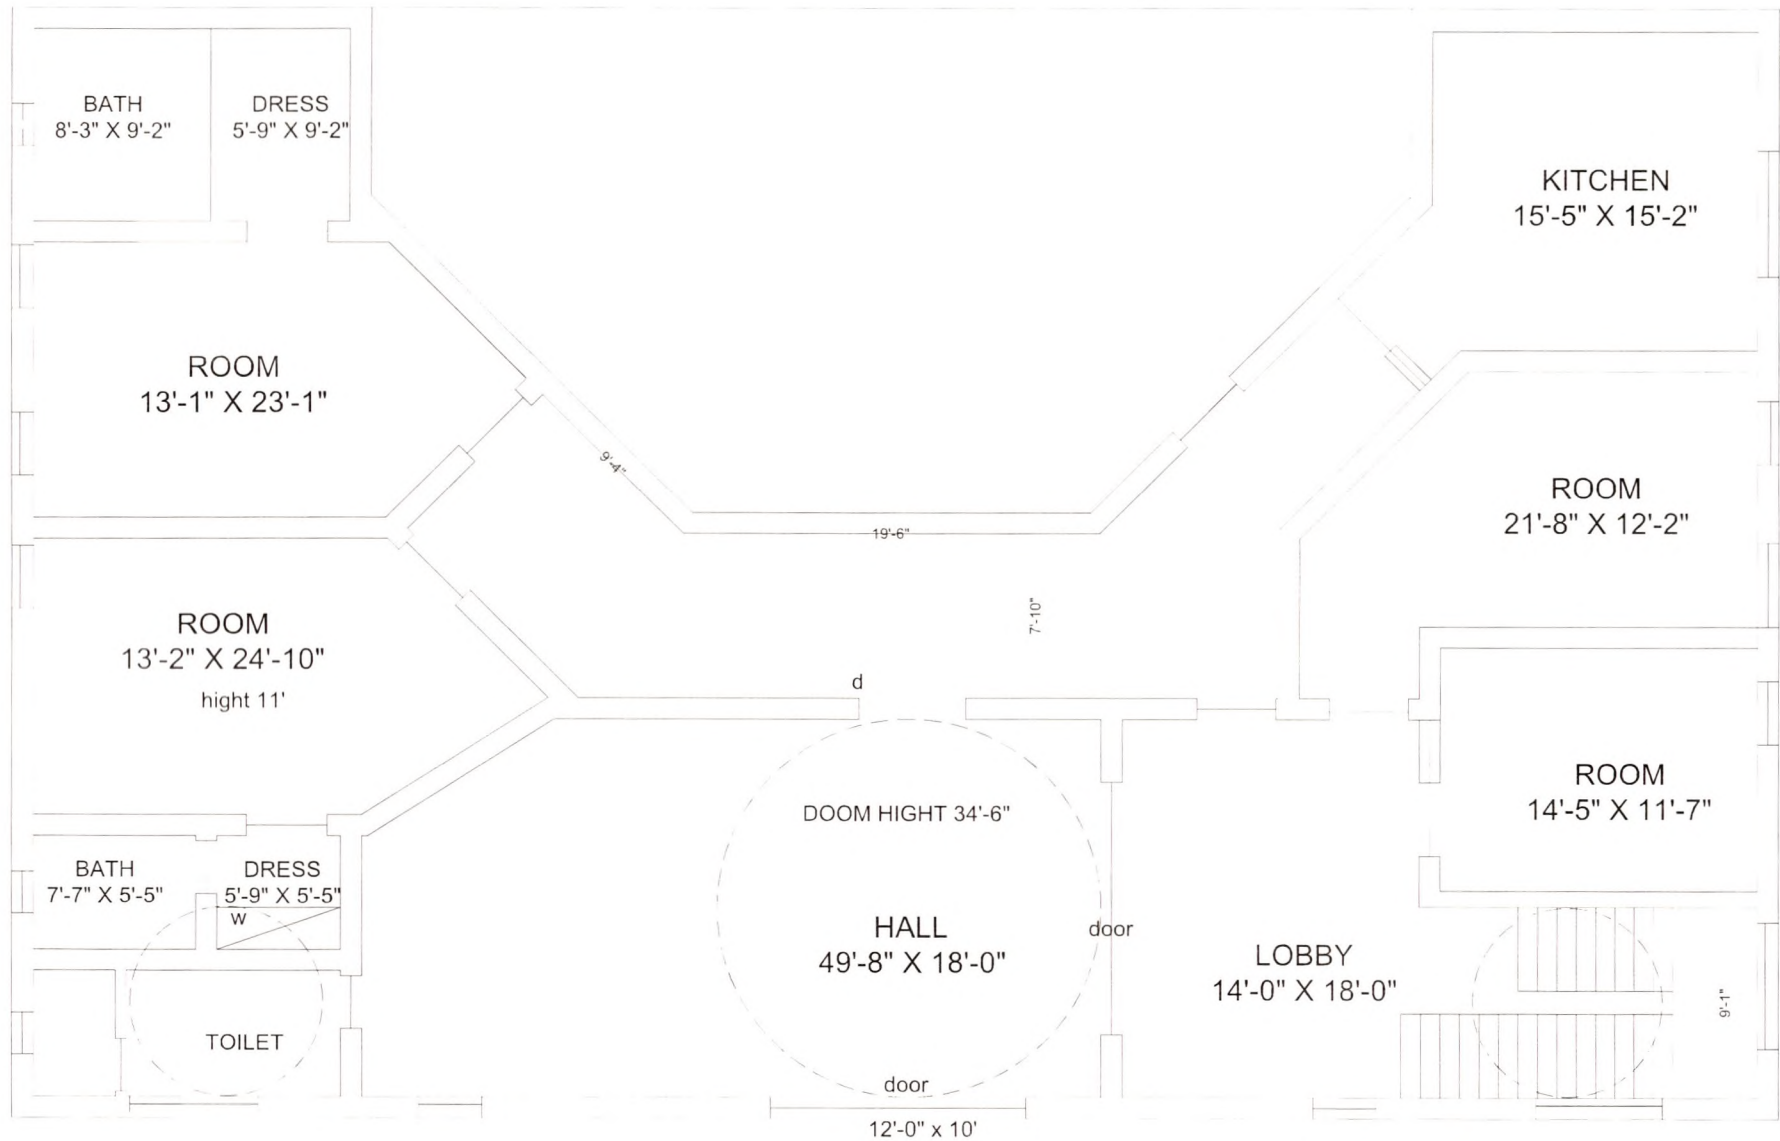 BATH
8'-3" X 9'-2"
DRESS
5'-9" X 9'-2"
KITCHEN
15'-5" X 15'-2"
ROOM
13'-1" X 23'-1"
9'-4"
ROOM
21'-8" X 12'-2"
19'-6"
7'-10"
ROOM
13'-2" X 24'-10"
hight 11'
d
ROOM
14'-5" X 11'-7"
DOOM HIGHT 34'-6"
BATH
7'-7" X 5'-5"
DRESS
5'-9" X 5'-5"
W
HALL
49'-8" X 18'-0"
door
LOBBY
14'-0" X 18'-0"
9'-1"
TOILET
door
12'-0" x 10'